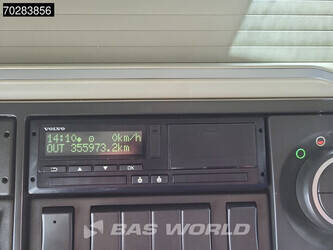 70283856
VOLVO
14:10 0km/h
OUT 355973.2km
OK
BAS WORLD